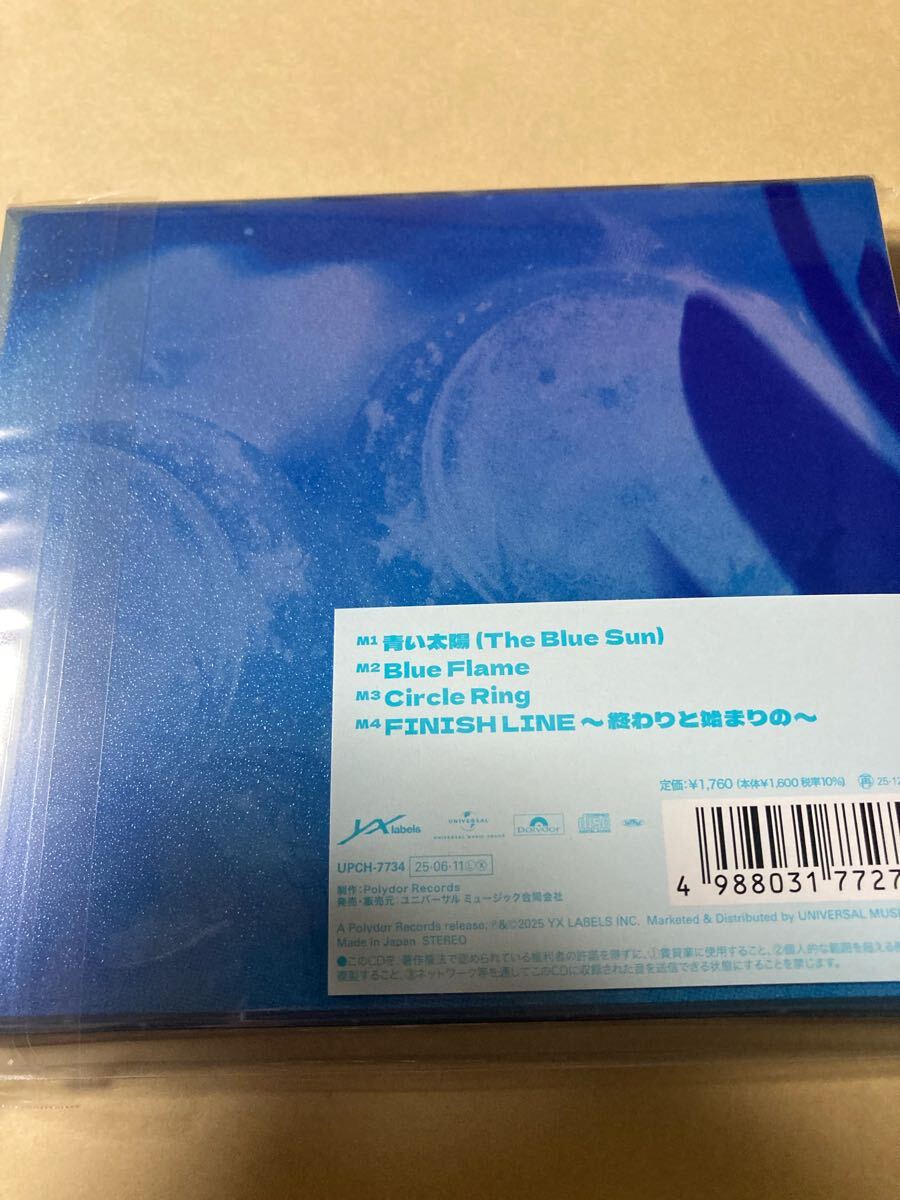 M1 青い太陽 (The Blue Sun)
M2 Blue Flame
M3 Circle Ring
M4 FINISH LINE ～終わりと始まりの～
定価:¥1,760 (本体¥1,600 税率10%) 再 25・12
YX labels
UNIVERSAL
UNIVERSAL MUSIC GROUP
polydor
UPCH-7734 25・06・11 Ⓛ Ⓧ
4 988031 7727
制作:Polydor Records
発売・販売元:ユニバーサル ミュージック合同会社
A Polydor Records release; ℗&©2025 YX LABELS INC. Marketed & Distributed by UNIVERSAL MUS
Made in Japan STEREO
●このCDを、著作権法で認められている権利者の許諾を得ずに、①賃貸業に使用すること、②個人的な範囲を超える
複製すること、③ネットワーク等を通してこのCDに収録された音を送信できる状態にすることを禁じます。